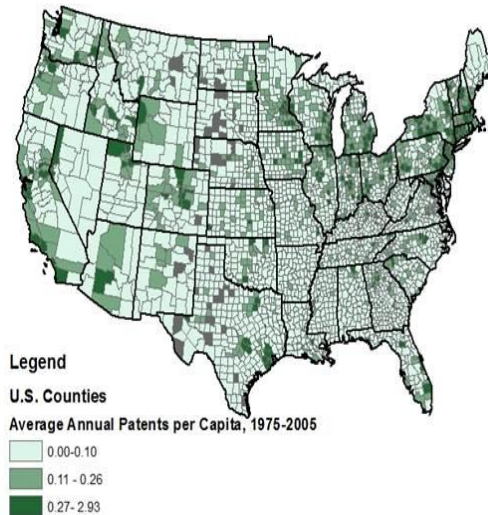 Legend
U.S. Counties
Average Annual Patents per Capita, 1975-2005
0.00-0.10
0.11 - 0.26
0.27- 2.93